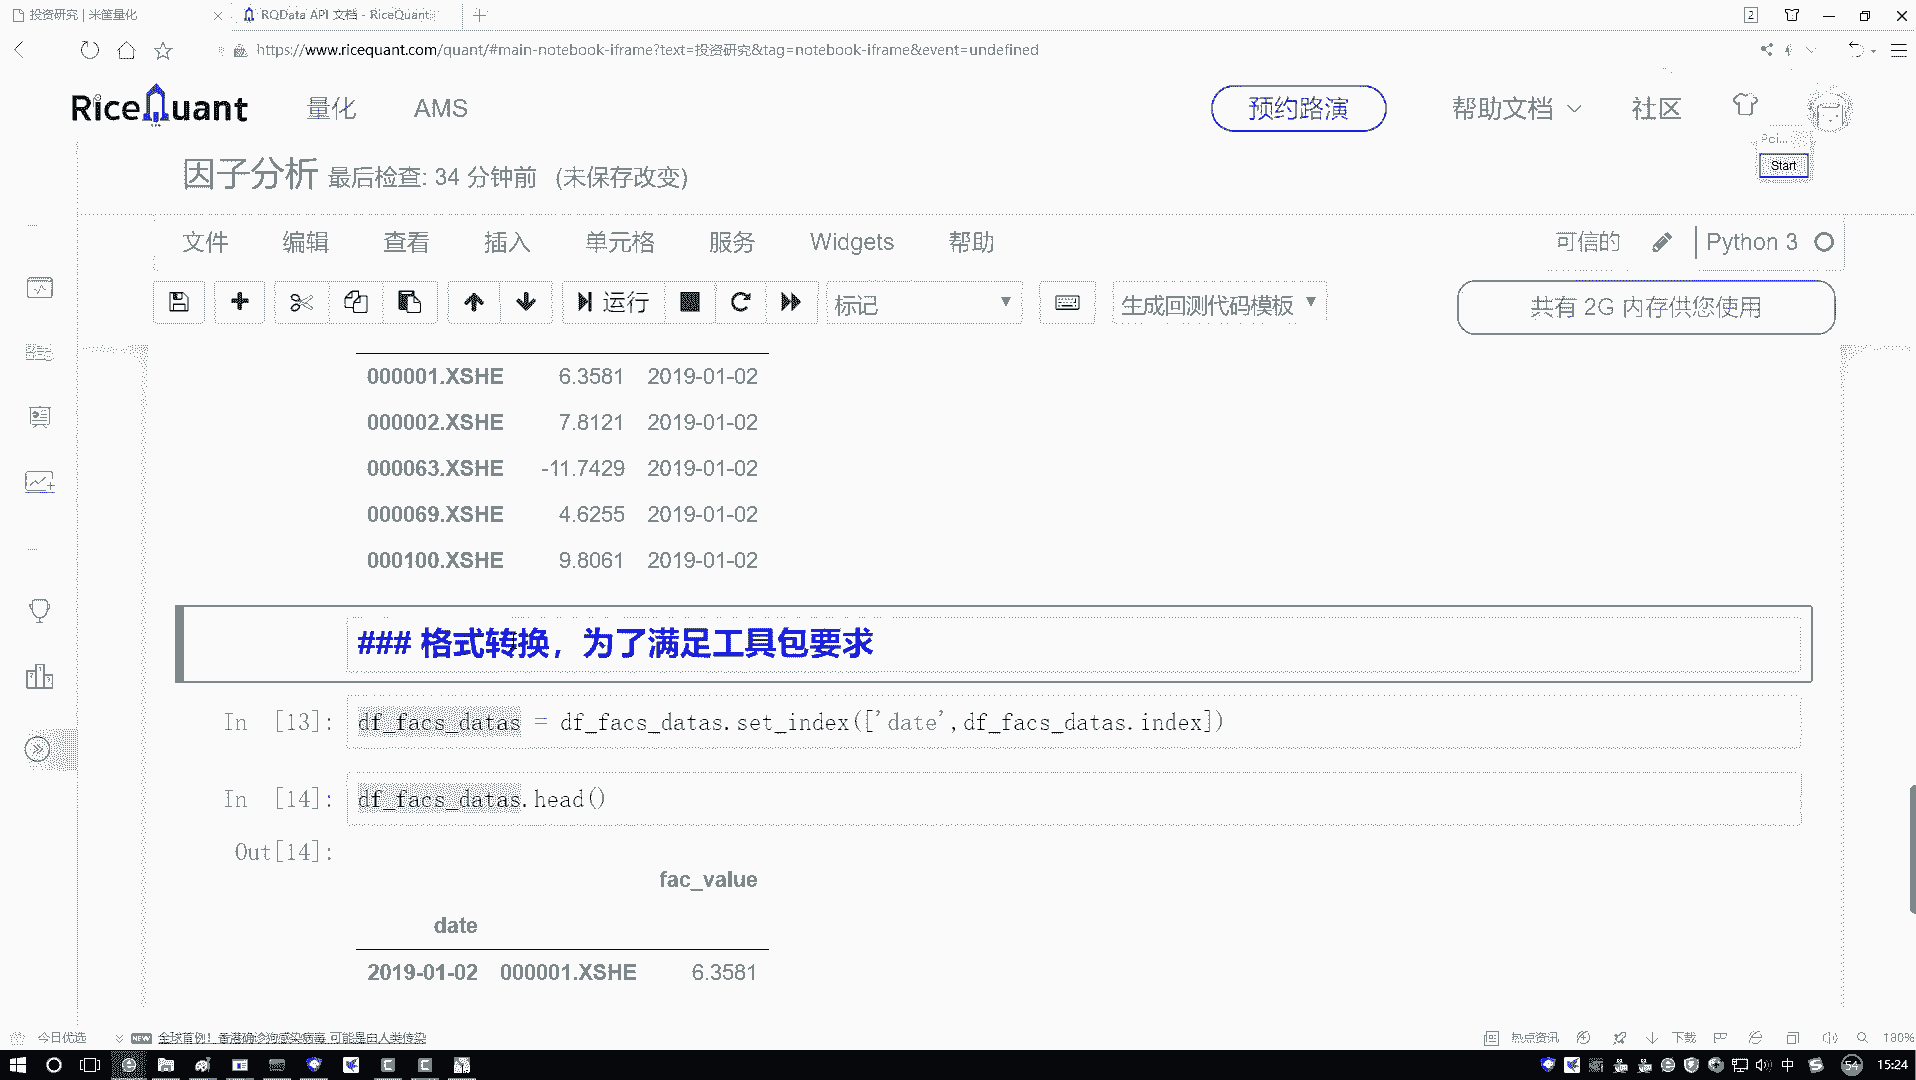 投资研究 | 米筐量化
RQData API 文档 - RiceQuant
2
https://www.ricequant.com/quant/#main-notebook-iframe?text=投资研究&tag=notebook-iframe&event=undefined
RiceQuant 量化 AMS 预约路演 帮助文档 社区
Poi...
Start
因子分析 最后检查: 34 分钟前 (未保存改变)
文件 编辑 查看 插入 单元格 服务 Widgets 帮助 可信的 Python 3
运行 标记 生成回测代码模板 共有 2G 内存供您使用
000001.XSHE 6.3581 2019-01-02
000002.XSHE 7.8121 2019-01-02
000063.XSHE -11.7429 2019-01-02
000069.XSHE 4.6255 2019-01-02
000100.XSHE 9.8061 2019-01-02
### 格式转换，为了满足工具包要求
In [13]: df_facs_datas = df_facs_datas.set_index(['date',df_facs_datas.index])
In [14]: df_facs_datas.head()
Out[14]:
fac_value
date
2019-01-02 000001.XSHE 6.3581
今日优选 NEW 全球首例！香港确诊狗感染病毒 可能是由人类传染 热点资讯 下载 180%
中 54 15:24